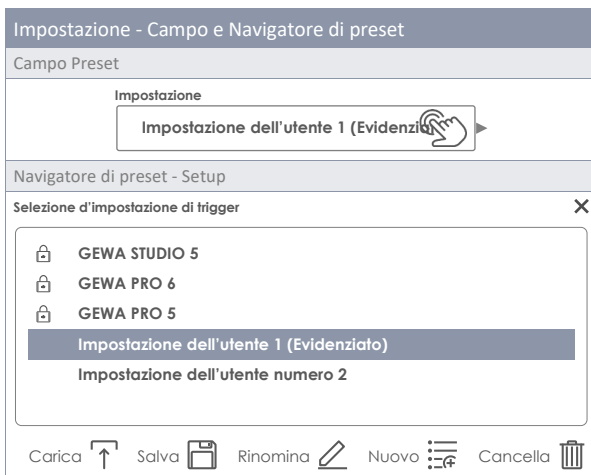 Impostazione - Campo e Navigatore di preset
Campo Preset
Impostazione
Impostazione dell'utente 1 (Evidenzia
Navigatore di preset - Setup
Selezione d'impostazione di trigger
GEWA STUDIO 5
GEWA PRO 6
GEWA PRO 5
Impostazione dell'utente 1 (Evidenziato)
Impostazione dell'utente numero 2
Carica Salva Rinomina Nuovo Cancella